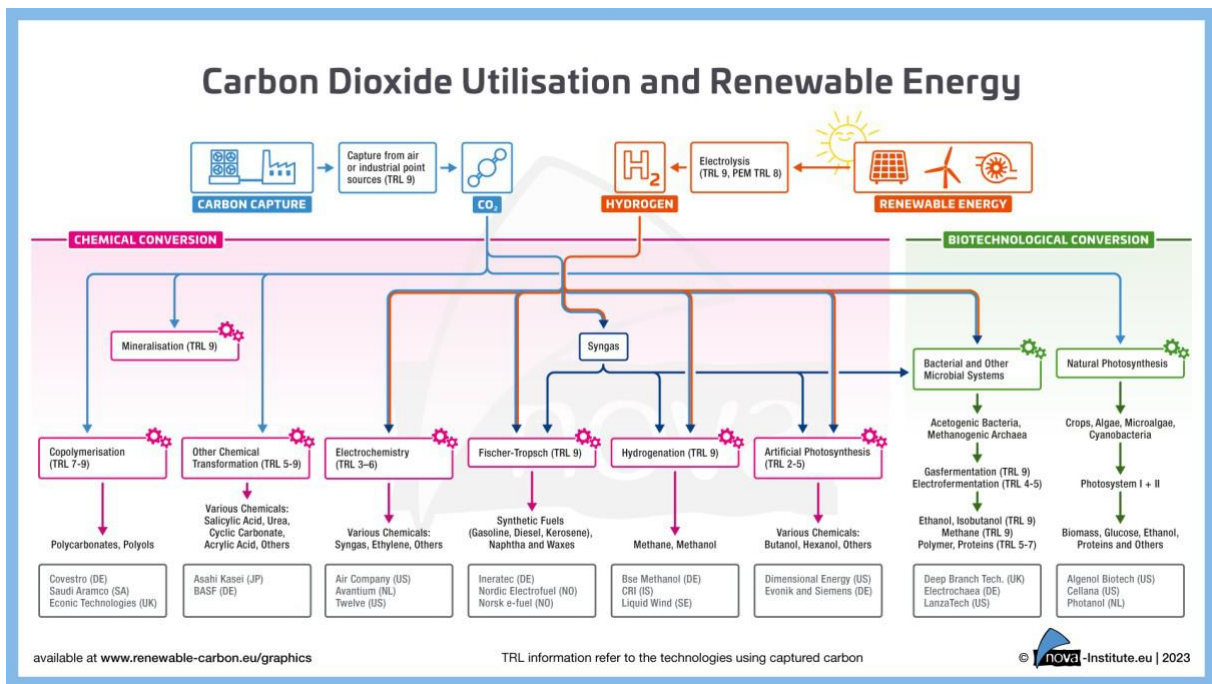 Carbon Dioxide Utilisation and Renewable Energy
Capture from air
or industrial point
sources (TRL 9)
CARBON CAPTURE
CO₂
H₂
HYDROGEN
Electrolysis
(TRL 9, PEM TRL 8)
RENEWABLE ENERGY
CHEMICAL CONVERSION
BIOTECHNOLOGICAL CONVERSION
Mineralisation (TRL 9)
Syngas
Bacterial and Other
Microbial Systems
Natural Photosynthesis
Copolymerisation
(TRL 7-9)
Other Chemical
Transformation (TRL 5-9)
Electrochemistry
(TRL 3–6)
Fischer-Tropsch (TRL 9)
Hydrogenation (TRL 9)
Artificial Photosynthesis
(TRL 2-5)
Acetogenic Bacteria,
Methanogenic Archaea
Crops, Algae, Microalgae,
Cyanobacteria
Gasfermentation (TRL 9)
Electrofermentation (TRL 4-5)
Photosystem I + II
Polycarbonates, Polyols
Various Chemicals:
Salicylic Acid, Urea,
Cyclic Carbonate,
Acrylic Acid, Others
Various Chemicals:
Syngas, Ethylene, Others
Synthetic Fuels
(Gasoline, Diesel, Kerosene),
Naphtha and Waxes
Methane, Methanol
Various Chemicals:
Butanol, Hexanol, Others
Ethanol, Isobutanol (TRL 9)
Methane (TRL 9)
Polymer, Proteins (TRL 5-7)
Biomass, Glucose, Ethanol,
Proteins and Others
Covestro (DE)
Saudi Aramco (SA)
Econic Technologies (UK)
Asahi Kasei (JP)
BASF (DE)
Air Company (US)
Avantium (NL)
Twelve (US)
Ineratec (DE)
Nordic Electrofuel (NO)
Norsk e-fuel (NO)
Bse Methanol (DE)
CRI (IS)
Liquid Wind (SE)
Dimensional Energy (US)
Evonik and Siemens (DE)
Deep Branch Tech. (UK)
Electrochaea (DE)
LanzaTech (US)
Algenol Biotech (US)
Cellana (US)
Photanol (NL)
nova
available at www.renewable-carbon.eu/graphics
TRL information refer to the technologies using captured carbon
© nova-Institute.eu | 2023